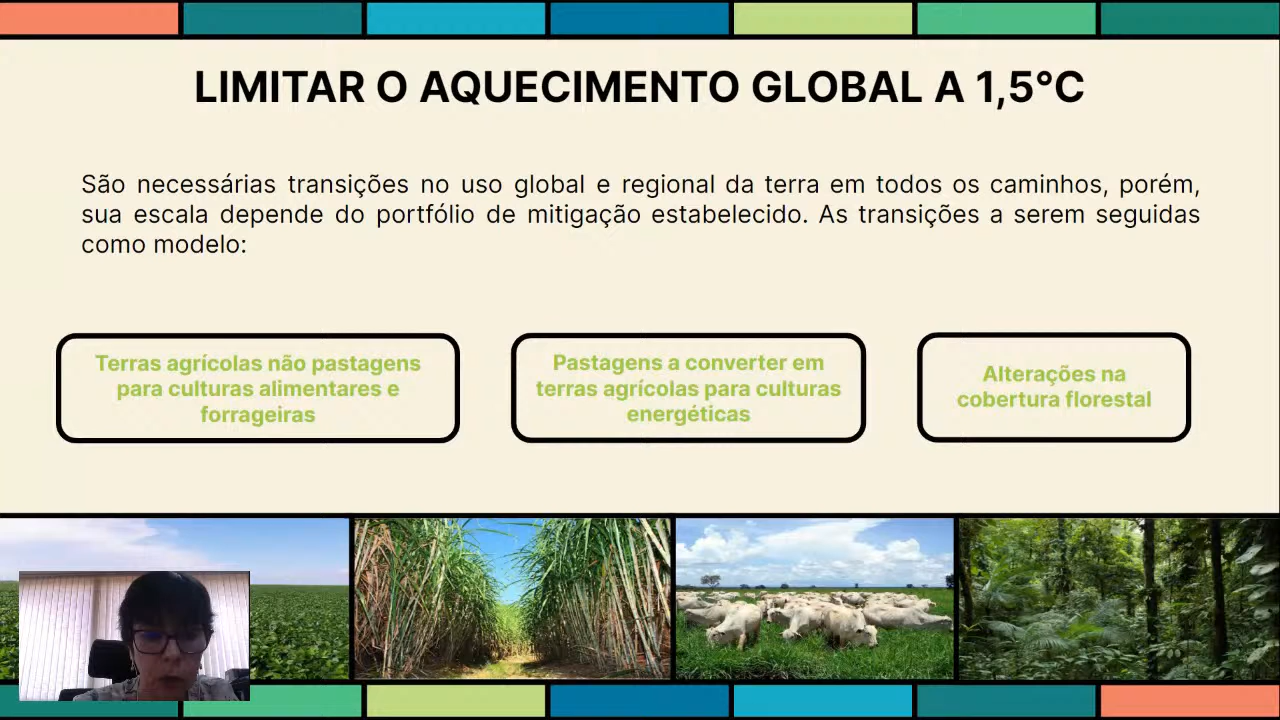 LIMITAR O AQUECIMENTO GLOBAL A 1,5°C
São necessárias transições no uso global e regional da terra em todos os caminhos, porém,
sua escala depende do portfólio de mitigação estabelecido. As transições a serem seguidas
como modelo:
Terras agrícolas não pastagens
para culturas alimentares e
forrageiras
Pastagens a converter em
terras agrícolas para culturas
energéticas
Alterações na
cobertura florestal